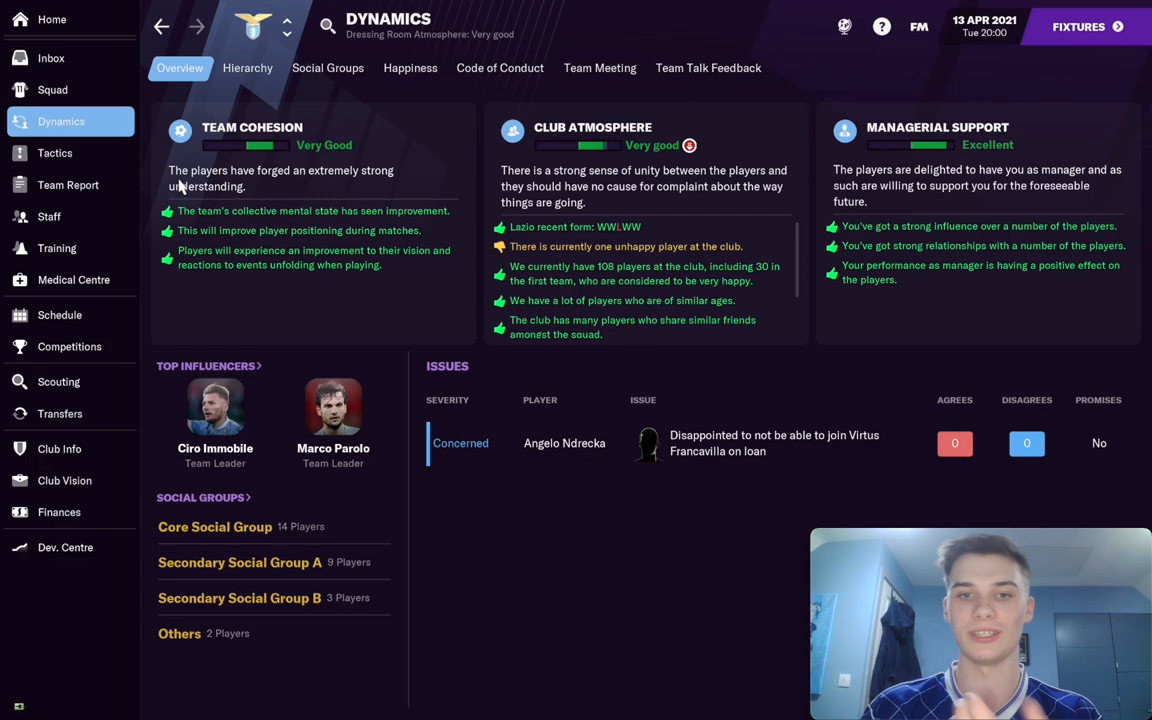 Home
DYNAMICS
Dressing Room Atmosphere: Very good
FM
13 APR 2021
Tue 20:00
FIXTURES
Inbox
Squad
Dynamics
Tactics
Team Report
Staff
Training
Medical Centre
Schedule
Competitions
Scouting
Transfers
Club Info
Club Vision
Finances
Dev. Centre
Overview
Hierarchy
Social Groups
Happiness
Code of Conduct
Team Meeting
Team Talk Feedback
TEAM COHESION
Very Good
The players have forged an extremely strong
understanding.
The team's collective mental state has seen improvement.
This will improve player positioning during matches.
Players will experience an improvement to their vision and
reactions to events unfolding when playing.
CLUB ATMOSPHERE
Very good
There is a strong sense of unity between the players and
they should have no cause for complaint about the way
things are going.
Lazio recent form: WWLWW
There is currently one unhappy player at the club.
We currently have 108 players at the club, including 30 in
the first team, who are considered to be very happy.
We have a lot of players who are of similar ages.
The club has many players who share similar friends
amongst the squad.
MANAGERIAL SUPPORT
Excellent
The players are delighted to have you as manager and as
such are willing to support you for the foreseeable
future.
You've got a strong influence over a number of the players.
You've got strong relationships with a number of the players.
Your performance as manager is having a positive effect on
the players.
TOP INFLUENCERS>
Ciro Immobile
Team Leader
Marco Parolo
Team Leader
SOCIAL GROUPS>
Core Social Group 14 Players
Secondary Social Group A 9 Players
Secondary Social Group B 3 Players
Others 2 Players
ISSUES
SEVERITY PLAYER ISSUE AGREES DISAGREES PROMISES
Concerned Angelo Ndrecka Disappointed to not be able to join Virtus
Francavilla on loan 0 0 No